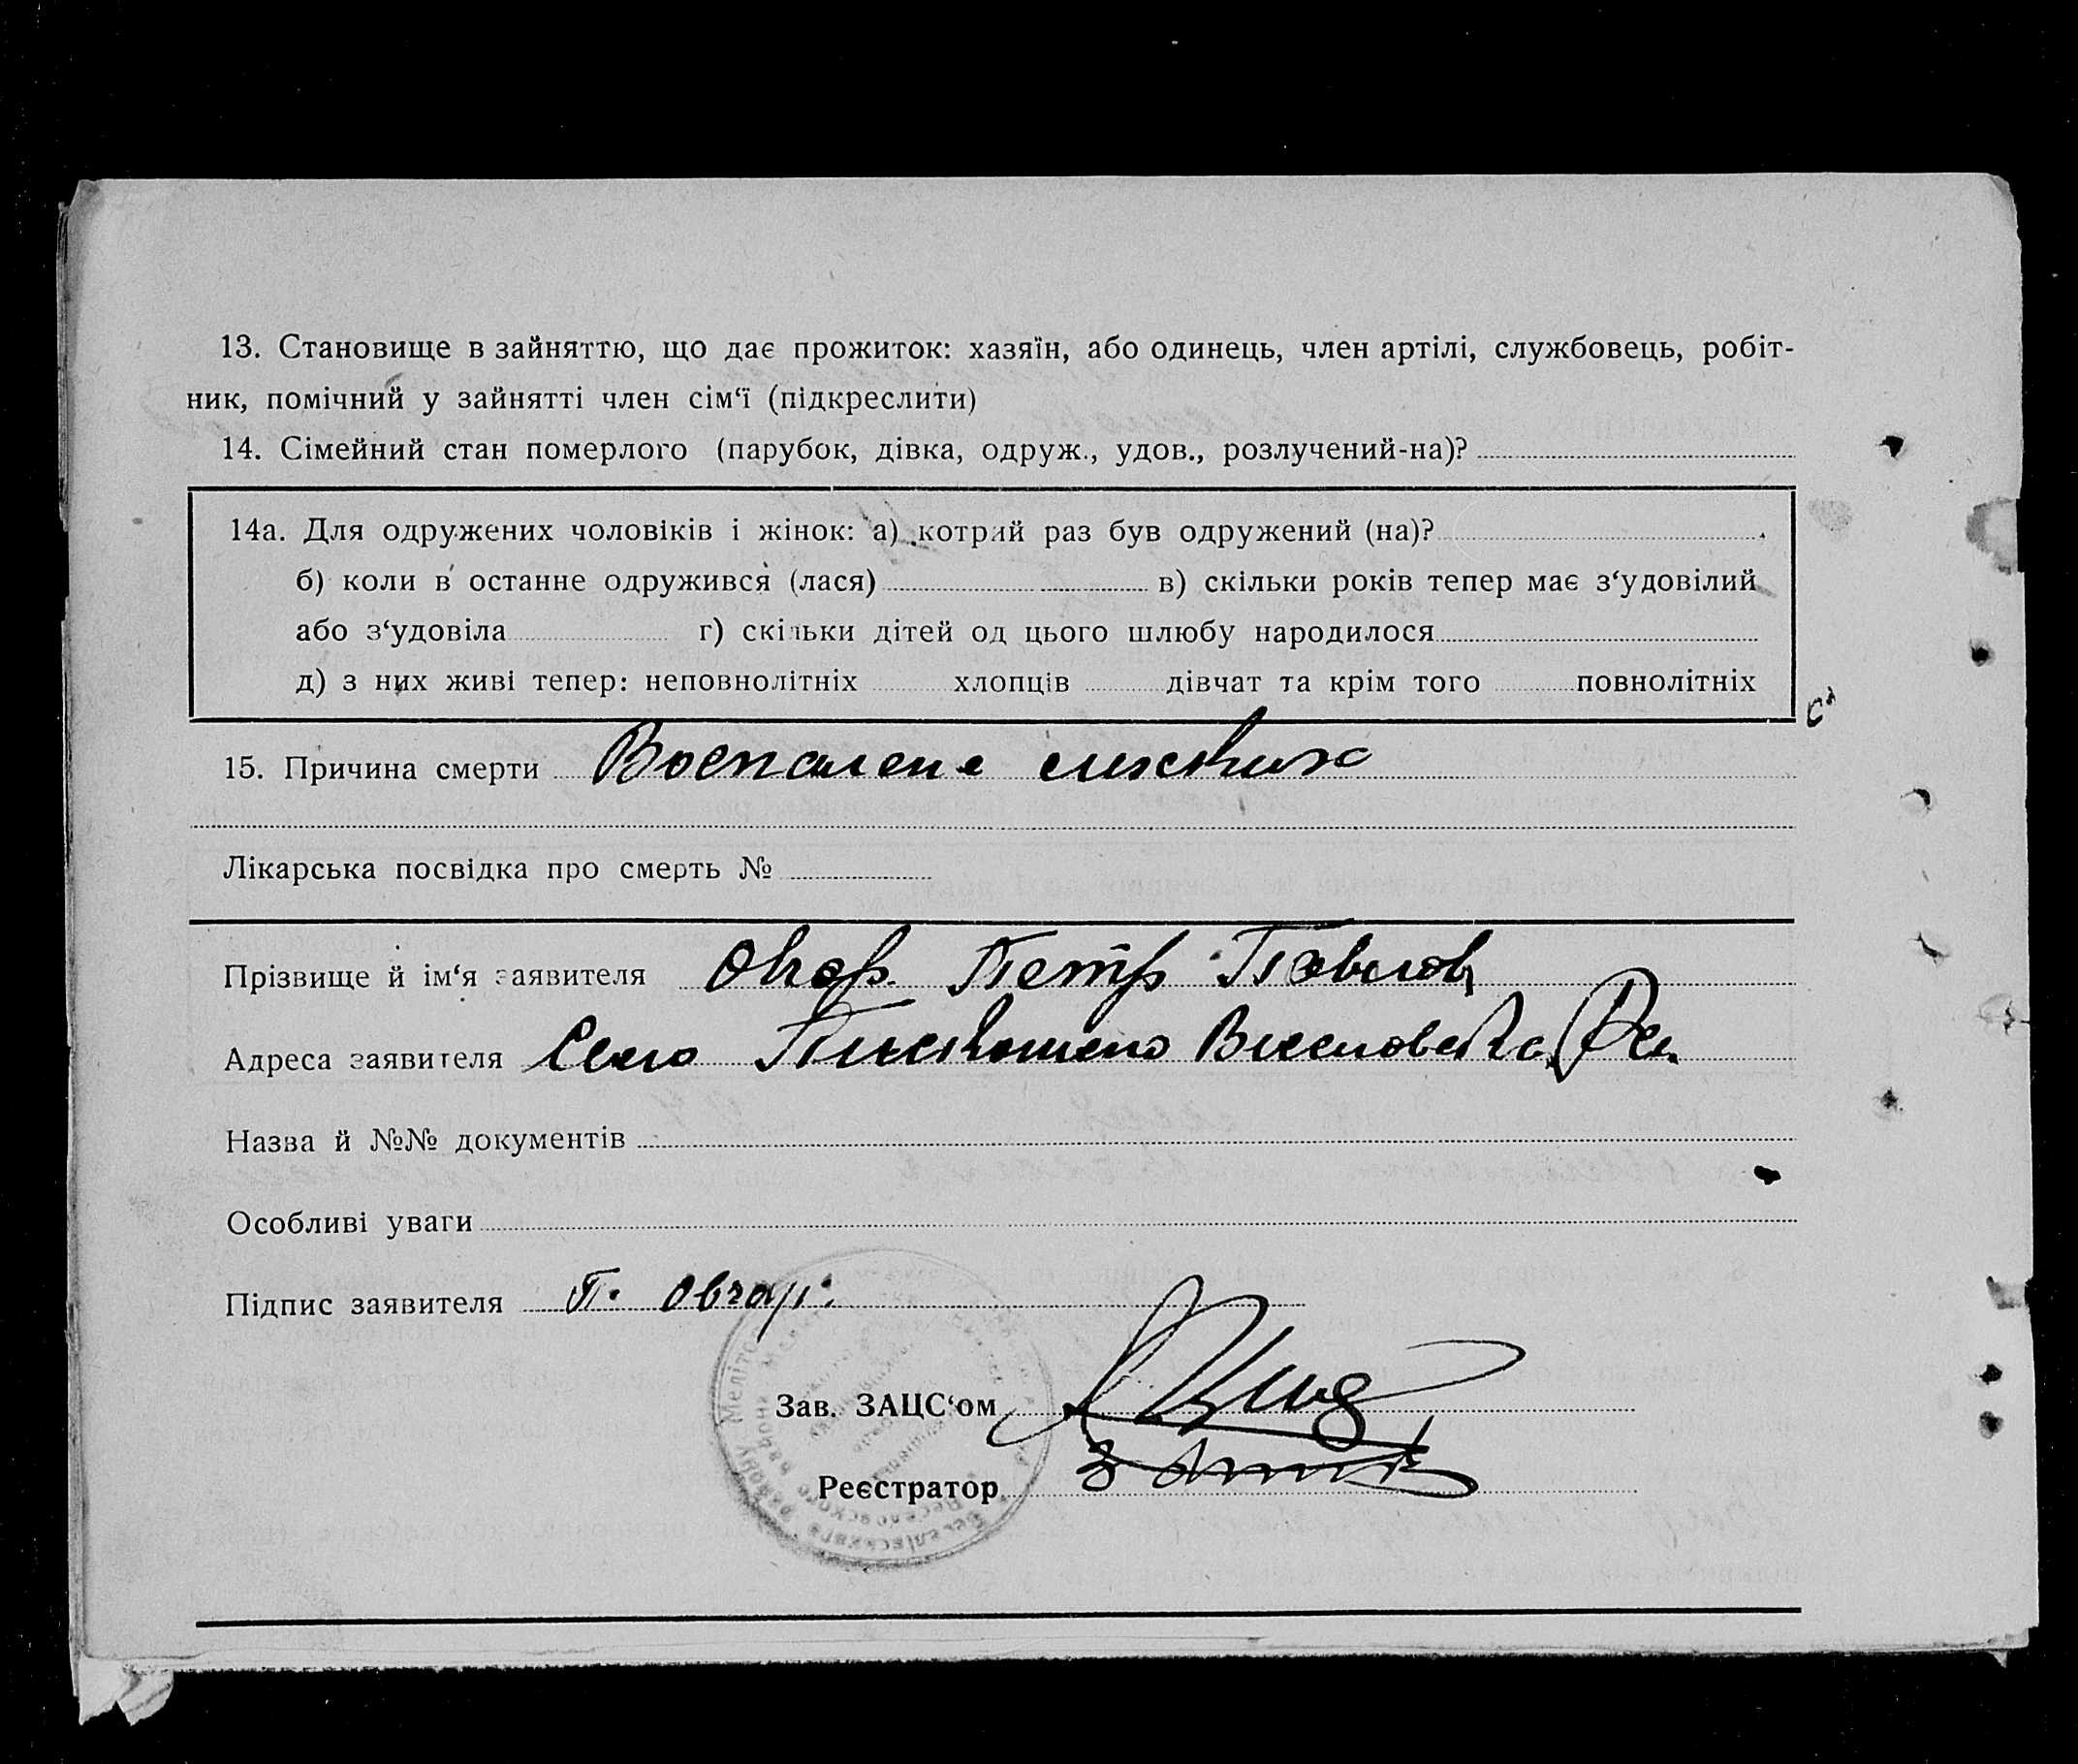 13. Становище в зайняттю, що дає прожиток: хазяїн, або одинець, член артілі, службовець, робіт-
ник, помічний у зайнятті член сім‘ї (підкреслити)
14. Сімейний стан померлого (парубок, дівка, одруж., удов., розлучений-на)?
14а. Для одружених чоловіків і жінок: а) котрий раз був одружений (на)?
б) коли в останне одружився (лася) в) скільки років тепер має з‘удовілий
або з‘удовіла г) скільки дітей од цього шлюбу народилося
д) з них живі тепер: неповнолітніх хлопців дівчат та крім того повнолітніх
15. Причина смерти Воспалене
Лікарська посвідка про смерть №
Прізвище й ім‘я заявителя Овчар. Петр Павлов
Адреса заявителя Село
Назва й №№ документів
Особливі уваги
Підпис заявителя П. Овчар.
Зав. ЗАЦС‘ом
Реєстратор